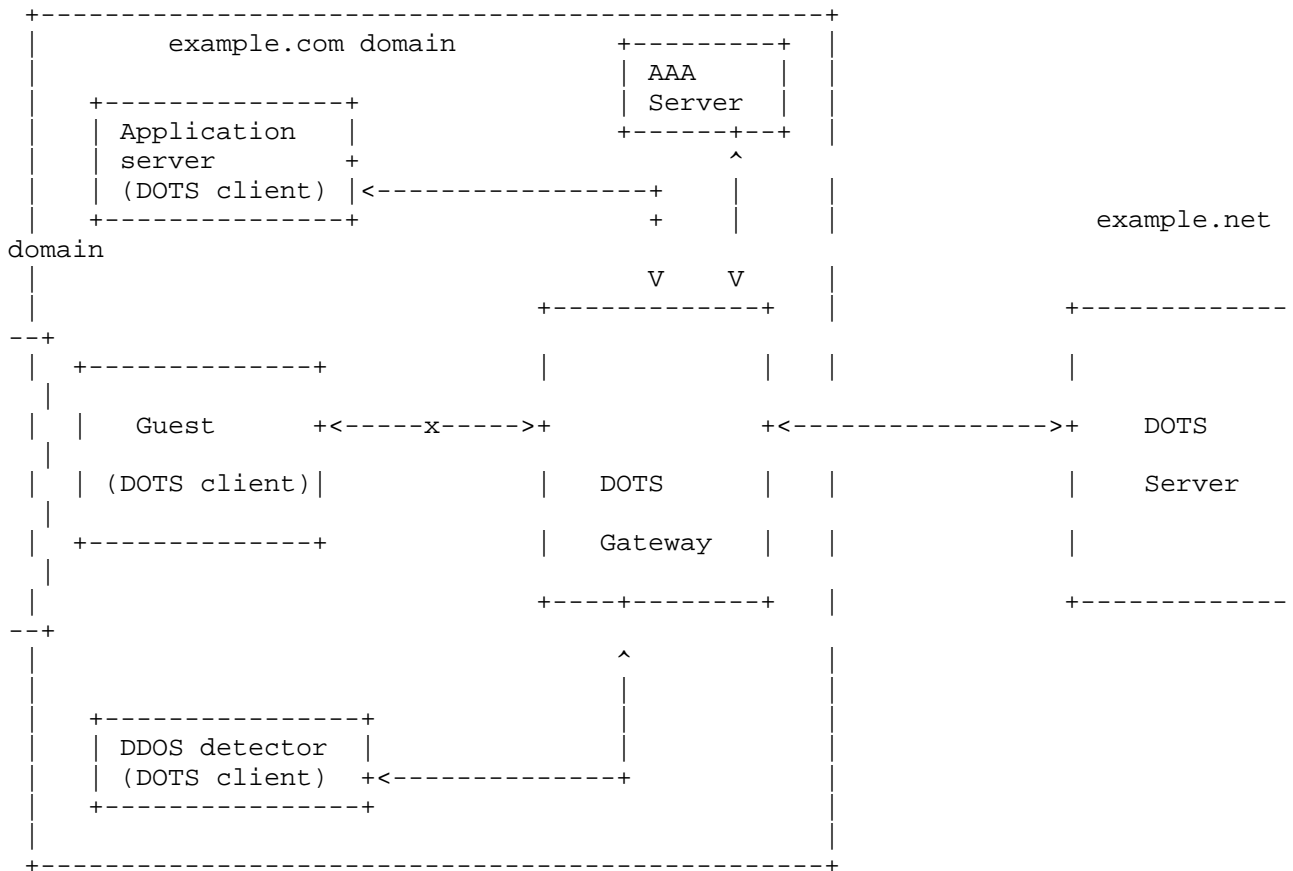 example.com domain
AAA
Server
Application
server
(DOTS client)
example.net
domain
Guest
x
DOTS
(DOTS client)
DOTS
Server
Gateway
DDOS detector
(DOTS client)